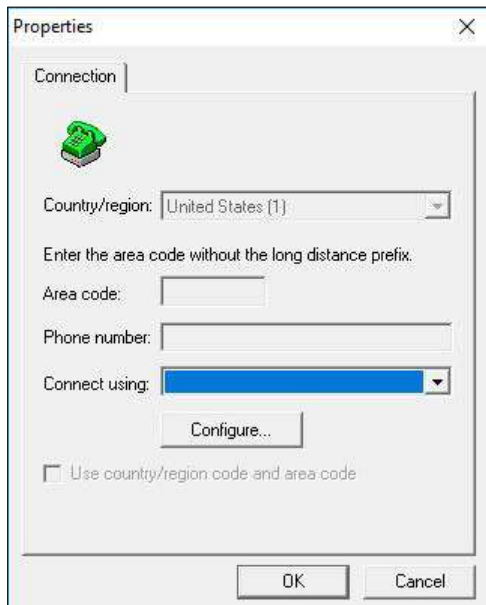 Properties
Connection
Country/region: United States (1)
Enter the area code without the long distance prefix.
Area code:
Phone number:
Connect using:
Configure...
Use country/region code and area code
OK Cancel